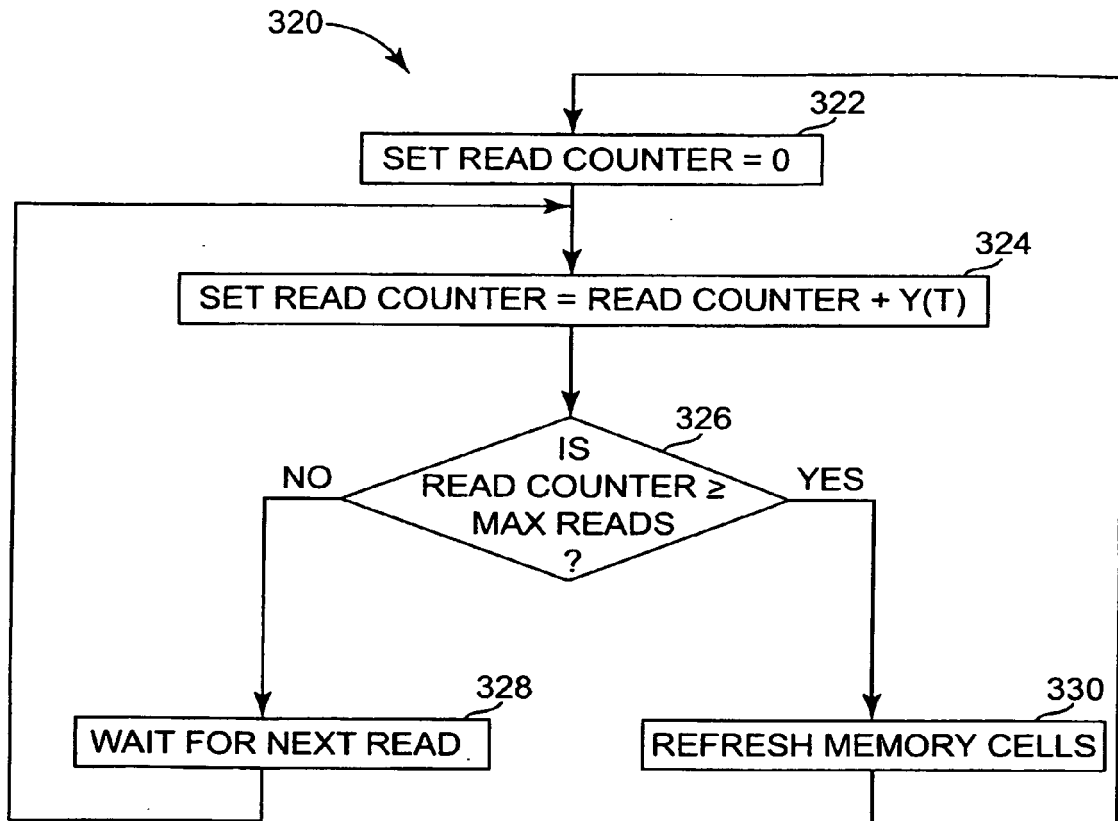 320
322
SET READ COUNTER = 0
324
SET READ COUNTER = READ COUNTER + Y(T)
326
IS
READ COUNTER ≥
MAX READS
?
NO
YES
328
WAIT FOR NEXT READ
330
REFRESH MEMORY CELLS